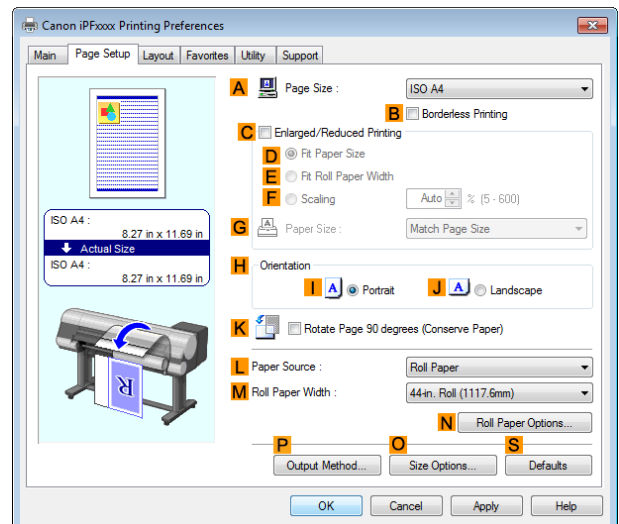 Canon iPFxxxx Printing Preferences
Main Page Setup Layout Favorites Utility Support
A Page Size : ISO A4
B Borderless Printing
C Enlarged/Reduced Printing
D Fit Paper Size
E Fit Roll Paper Width
F Scaling Auto % (5 - 600)
G Paper Size : Match Page Size
ISO A4 :
8.27 in x 11.69 in
Actual Size
ISO A4 :
8.27 in x 11.69 in
H Orientation
I A Portrait J A Landscape
K Rotate Page 90 degrees (Conserve Paper)
R
L Paper Source : Roll Paper
M Roll Paper Width : 44-in. Roll (1117.6mm)
N Roll Paper Options...
P O S
Output Method... Size Options... Defaults
OK Cancel Apply Help